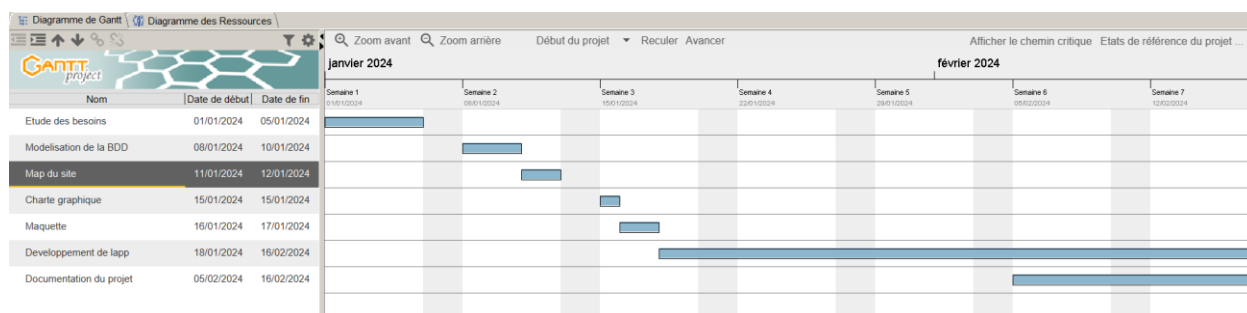 Diagramme de Gantt Diagramme des Ressources
Zoom avant Zoom arrière Début du projet Reculer Avancer Afficher le chemin critique Etats de référence du projet ...
GANTT project
janvier 2024 février 2024
Nom Date de début Date de fin
Semaine 1 Semaine 2 Semaine 3 Semaine 4 Semaine 5 Semaine 6 Semaine 7
01/01/2024 08/01/2024 15/01/2024 22/01/2024 29/01/2024 05/02/2024 12/02/2024
Etude des besoins 01/01/2024 05/01/2024
Modelisation de la BDD 08/01/2024 10/01/2024
Map du site 11/01/2024 12/01/2024
Charte graphique 15/01/2024 15/01/2024
Maquette 16/01/2024 17/01/2024
Developpement de lapp 18/01/2024 16/02/2024
Documentation du projet 05/02/2024 16/02/2024